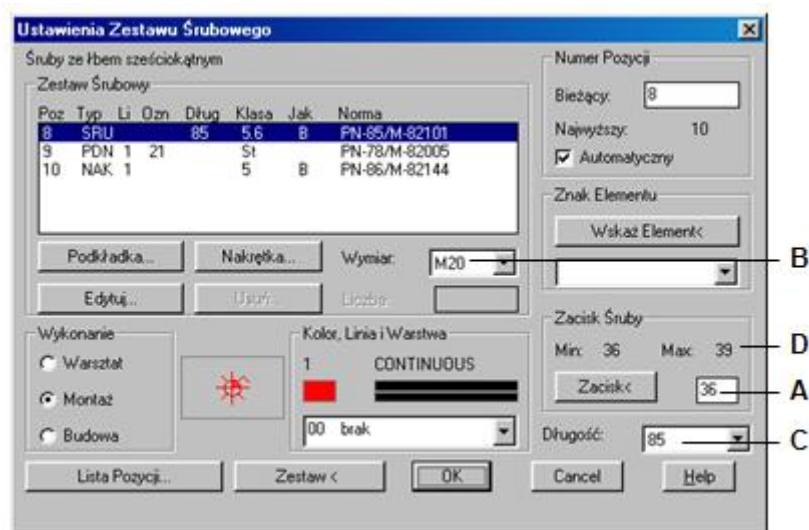 Ustawienia Zestawu Śrubowego
Śruby ze łbem sześciokątnym
Zestaw Śrubowy
Poz Typ Li Ozn Dług Klasa Jak Norma
8 SRU 85 5.6 B PN-85/M-82101
9 PDN 1 21 St PN-78/M-82005
10 NAK 1 5 B PN-86/M-82144
Podkładka... Nakrętka... Wymiar: M20
Edytuj... Usuń... Liczba:
Numer Pozycji
Bieżący: 8
Najwyższy: 10
Automatyczny
Znak Elementu
Wskaż Element<
B
Wykonanie
Warsztat
Montaż
Budowa
Kolor, Linia i Warstwa
1 CONTINUOUS
00 brak
Zacisk Śruby
Min: 36 Max: 39 D
Zacisk< 36 A
Długość: 85 C
Lista Pozycji... Zestaw < OK Cancel Help